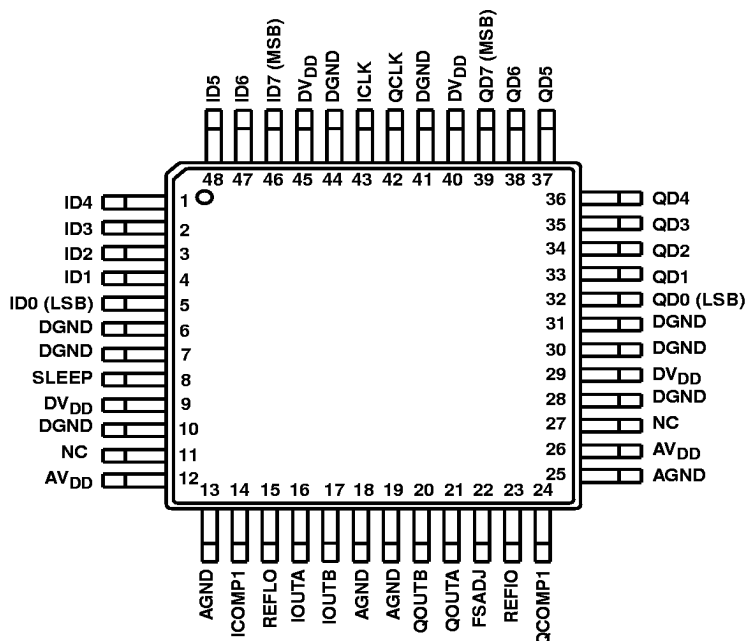 ID5 ID6 ID7 (MSB) DVDD DGND ICLK QCLK DGND DVDD QD7 (MSB) QD6 QD5
48 47 46 45 44 43 42 41 40 39 38 37
ID4 1 36 QD4
ID3 2 35 QD3
ID2 3 34 QD2
ID1 4 33 QD1
ID0 (LSB) 5 32 QD0 (LSB)
DGND 6 31 DGND
DGND 7 30 DGND
SLEEP 8 29 DVDD
DVDD 9 28 DGND
DGND 10 27 NC
NC 11 26 AVDD
AVDD 12 25 AGND
13 14 15 16 17 18 19 20 21 22 23 24
AGND ICOMP1 REFLO IOUTA IOUTB AGND AGND QOUTB QOUTA FSADJ REFIO QCOMP1